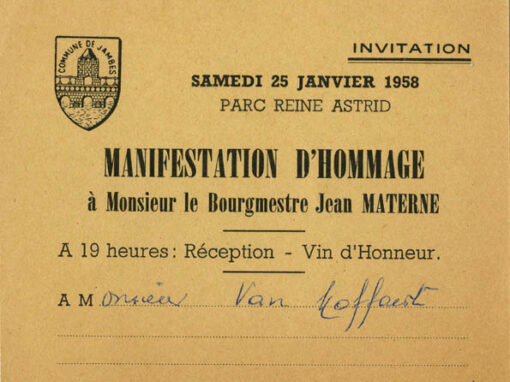 COMMUNE DE JAMBES
INVITATION
SAMEDI 25 JANVIER 1958
PARC REINE ASTRID
MANIFESTATION D'HOMMAGE
à Monsieur le Bourgmestre Jean MATERNE
A 19 heures: Réception - Vin d'Honneur.
A Monsieur Van Moffaert